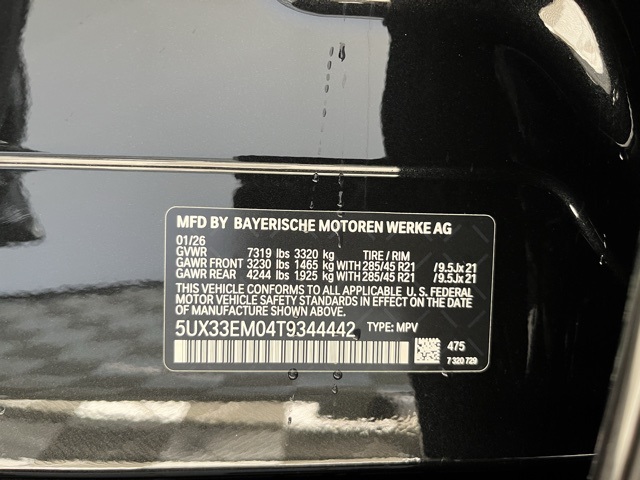 MFD BY BAYERISCHE MOTOREN WERKE AG
01/26
GVWR 7319 lbs 3320 kg TIRE / RIM
GAWR FRONT 3230 lbs 1465 kg WITH 285/45 R21 /9.5Jx21
GAWR REAR 4244 lbs 1925 kg WITH 285/45 R21 /9.5Jx21
THIS VEHICLE CONFORMS TO ALL APPLICABLE U.S. FEDERAL
MOTOR VEHICLE SAFETY STANDARDS IN EFFECT ON THE DATE
OF MANUFACTURE SHOWN ABOVE.
5UX33EM04T9344442 TYPE: MPV
475
7 320 729